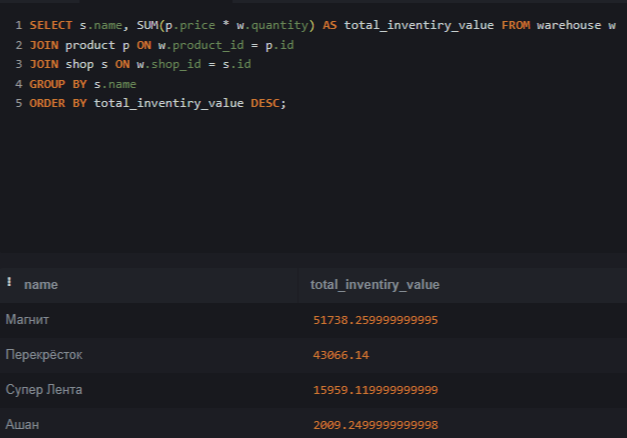 1 SELECT s.name, SUM(p.price * w.quantity) AS total_inventiry_value FROM warehouse w
2 JOIN product p ON w.product_id = p.id
3 JOIN shop s ON w.shop_id = s.id
4 GROUP BY s.name
5 ORDER BY total_inventiry_value DESC;
name total_inventiry_value
Магнит 51738.259999999995
Перекрёсток 43066.14
Супер Лента 15959.119999999999
Ашан 2009.2499999999998